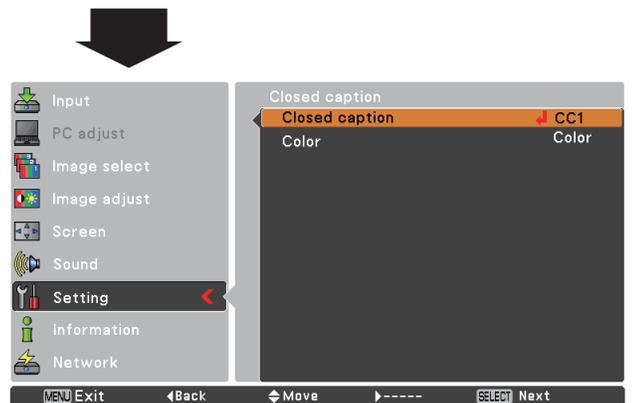 Input
PC adjust
Image select
Image adjust
Screen
Sound
Setting
Information
Network
Closed caption
Closed caption CC1
Color Color
MENU Exit Back Move ----- SELECT Next